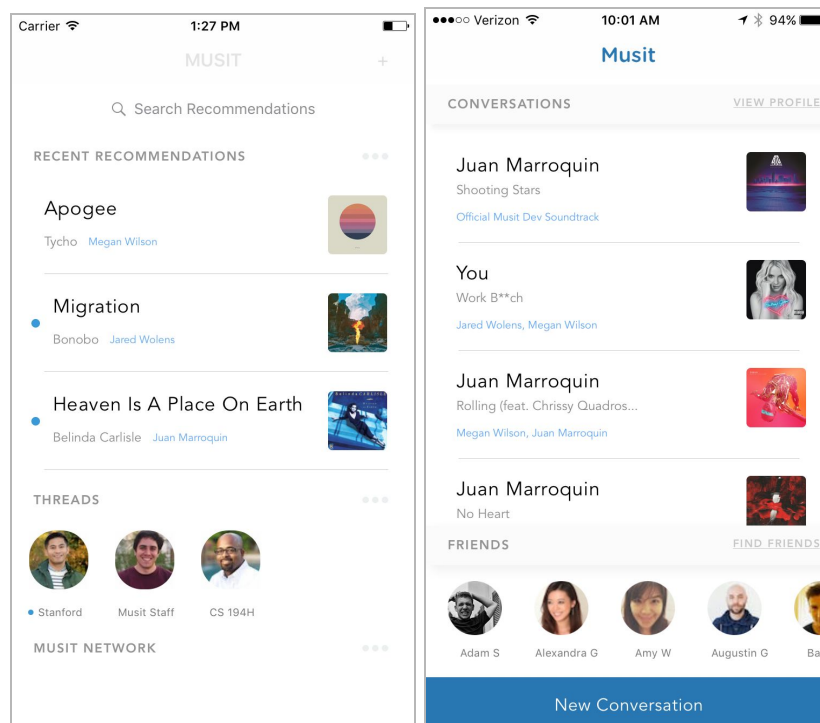 Carrier 1:27 PM
MUSIT +
Search Recommendations
RECENT RECOMMENDATIONS
Apogee
Tycho Megan Wilson
Migration
Bonobo Jared Wolens
Heaven Is A Place On Earth
Belinda Carlisle Juan Marroquin
BELINDA CARLISLE
THREADS
Stanford Musit Staff CS 194H
MUSIT NETWORK
Verizon 10:01 AM 94%
Musit
CONVERSATIONS VIEW PROFILE
Juan Marroquin
Shooting Stars
Official Musit Dev Soundtrack
You
Work B**ch
Jared Wolens, Megan Wilson
Juan Marroquin
Rolling (feat. Chrissy Quadros...
Megan Wilson, Juan Marroquin
Juan Marroquin
No Heart
FRIENDS FIND FRIENDS
Adam S Alexandra G Amy W Augustin G Ba
New Conversation